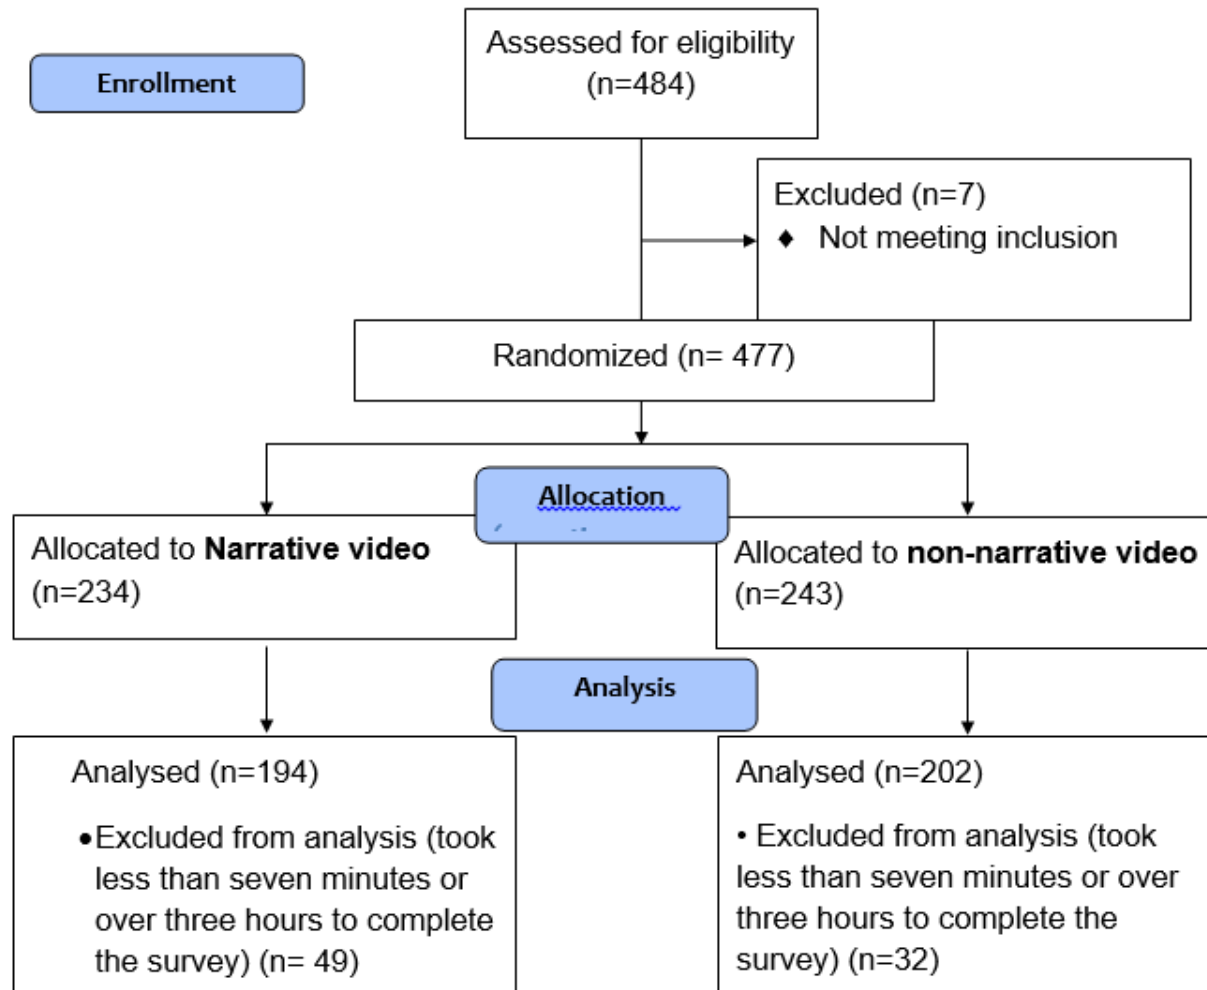 Assessed for eligibility
(n=484)
Enrollment
Excluded (n=7)
♦ Not meeting inclusion
Randomized (n= 477)
Allocation
Allocated to Narrative video
(n=234)
Allocated to non-narrative video
(n=243)
Analysis
Analysed (n=194)
•Excluded from analysis (took
less than seven minutes or
over three hours to complete
the survey) (n= 49)
Analysed (n=202)
• Excluded from analysis (took
less than seven minutes or over
three hours to complete the
survey) (n=32)